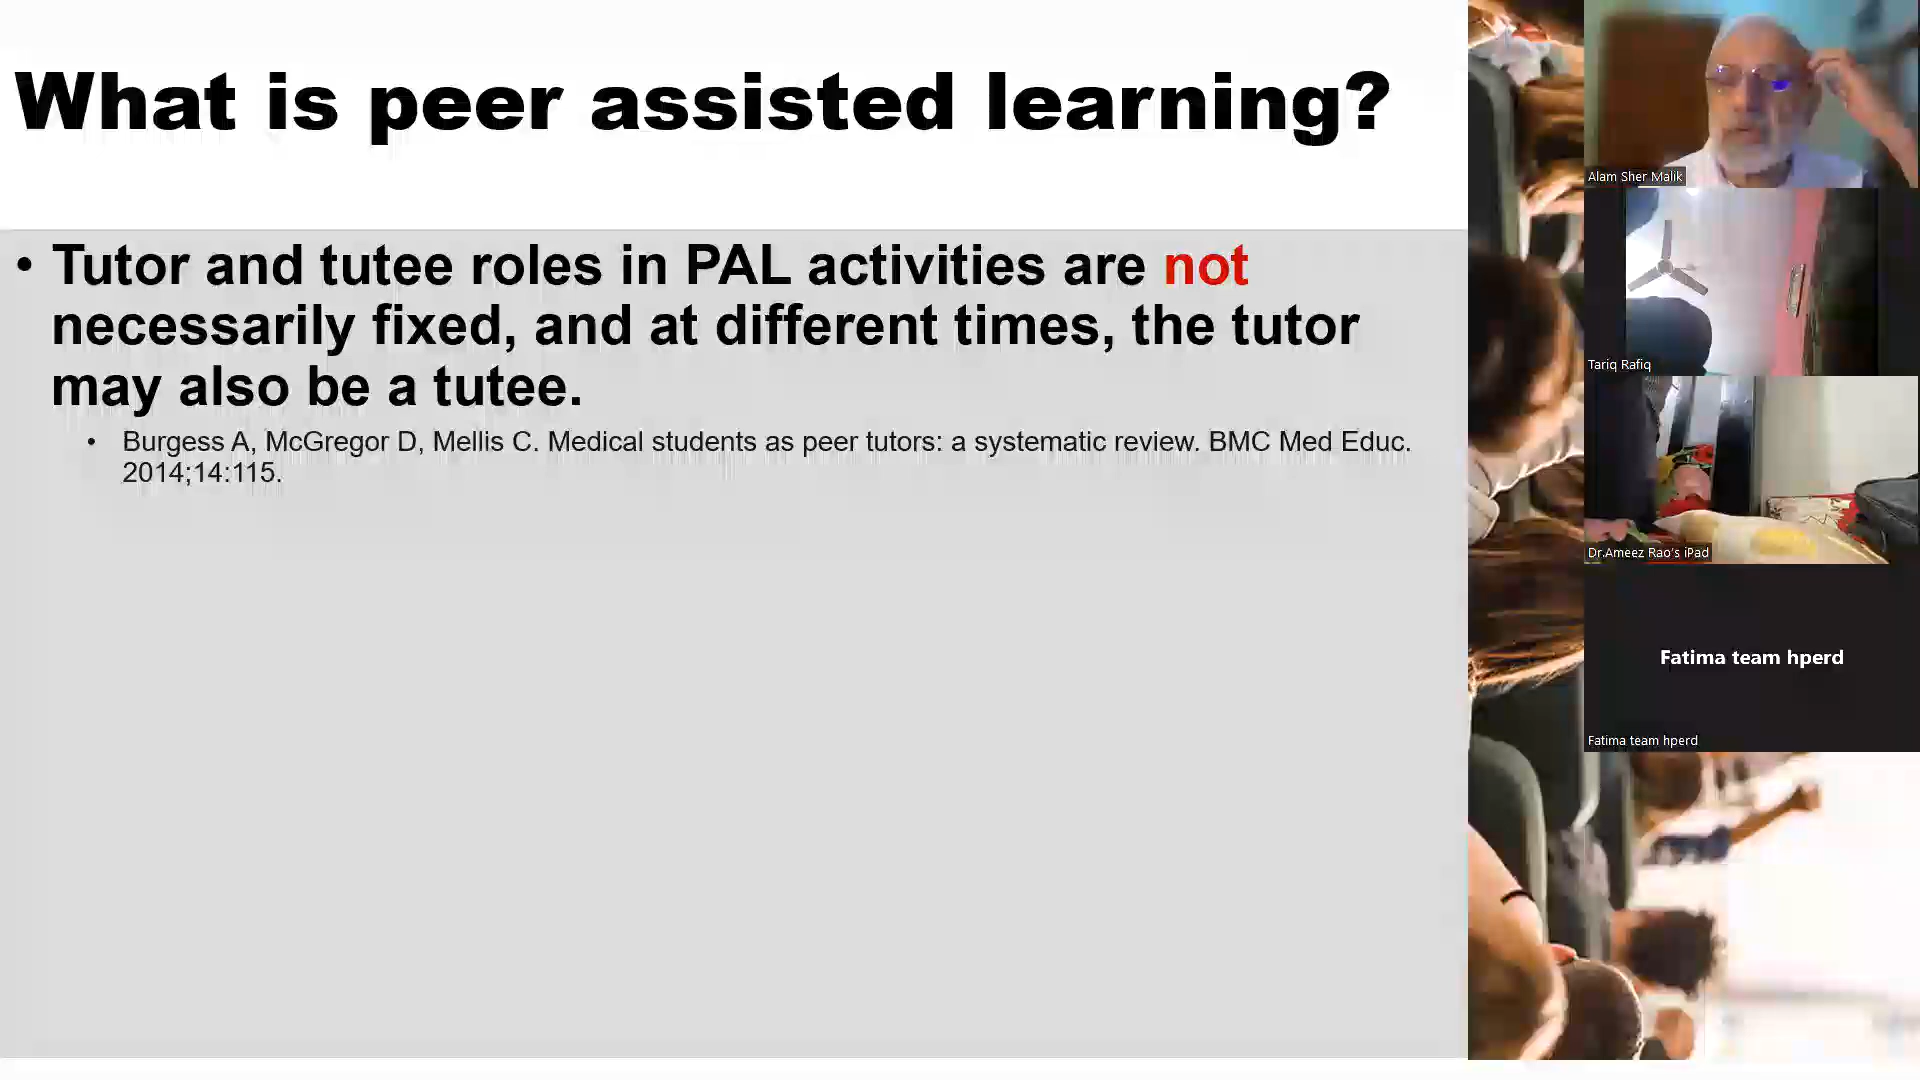 What is peer assisted learning?
• Tutor and tutee roles in PAL activities are not
necessarily fixed, and at different times, the tutor
may also be a tutee.
• Burgess A, McGregor D, Mellis C. Medical students as peer tutors: a systematic review. BMC Med Educ.
2014;14:115.
Alam Sher Malik
Tariq Rafiq
Dr.Ameez Rao's iPad
Fatima team hperd
Fatima team hperd